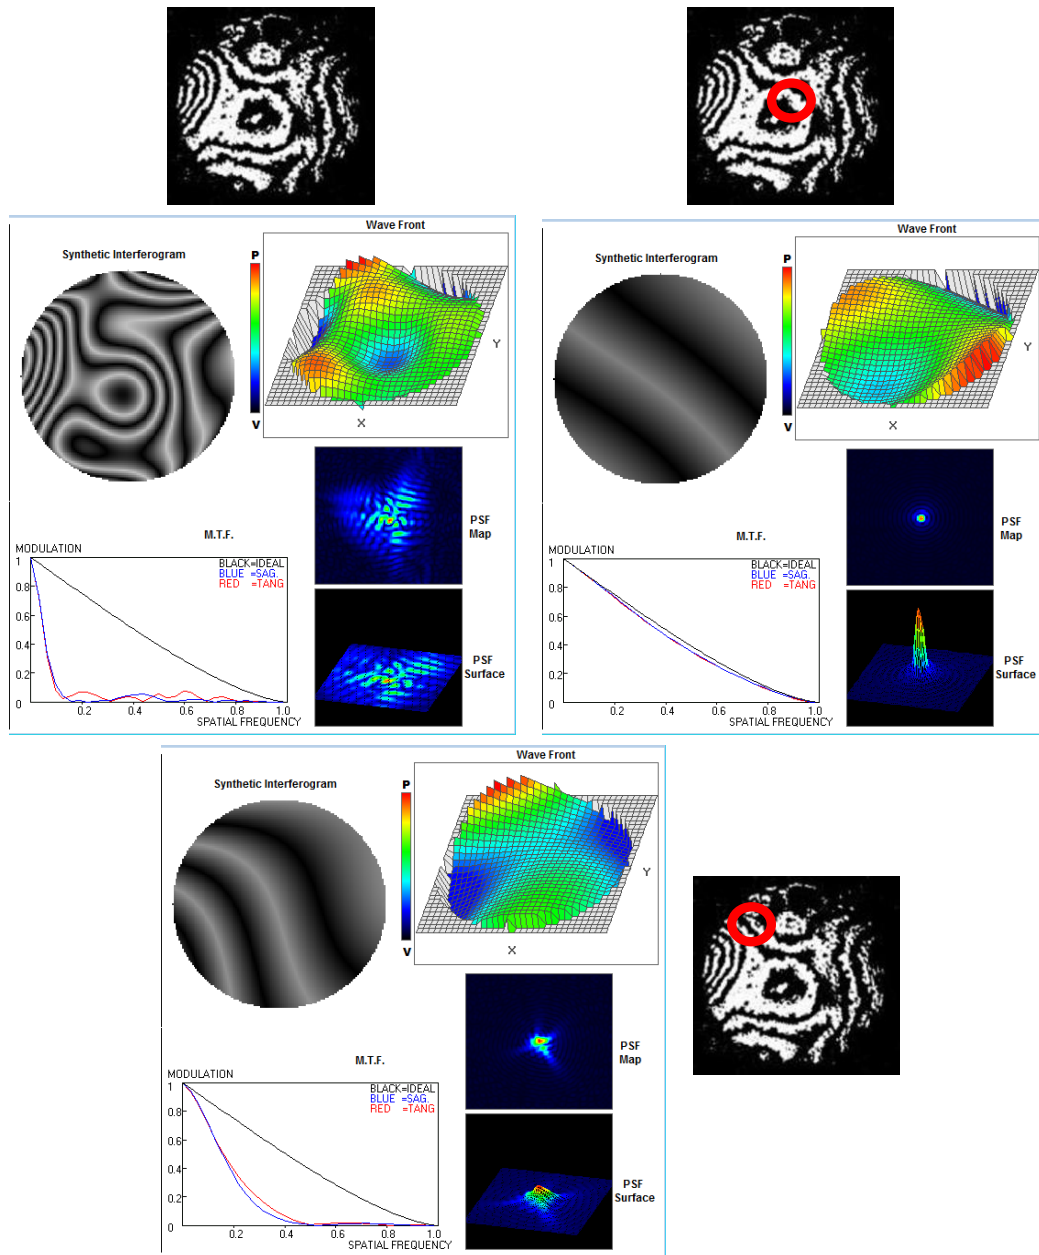 Wave Front
Synthetic Interferogram
P
V
Y
X
PSF
Map
M.T.F.
MODULATION
BLACK=IDEAL
BLUE =SAG.
RED =TANG
1
0.8
0.6
0.4
0.2
0
0.2
0.4
0.6
0.8
1.0
SPATIAL FREQUENCY
PSF
Surface
Wave Front
Synthetic Interferogram
P
V
Y
X
PSF
Map
M.T.F.
MODULATION
BLACK=IDEAL
BLUE =SAG.
RED =TANG
1
0.8
0.6
0.4
0.2
0
0.2
0.4
0.6
0.8
1.0
SPATIAL FREQUENCY
PSF
Surface
Wave Front
Synthetic Interferogram
P
V
Y
X
PSF
Map
M.T.F.
MODULATION
BLACK=IDEAL
BLUE =SAG.
RED =TANG
1
0.8
0.6
0.4
0.2
0
0.2
0.4
0.6
0.8
1.0
SPATIAL FREQUENCY
PSF
Surface